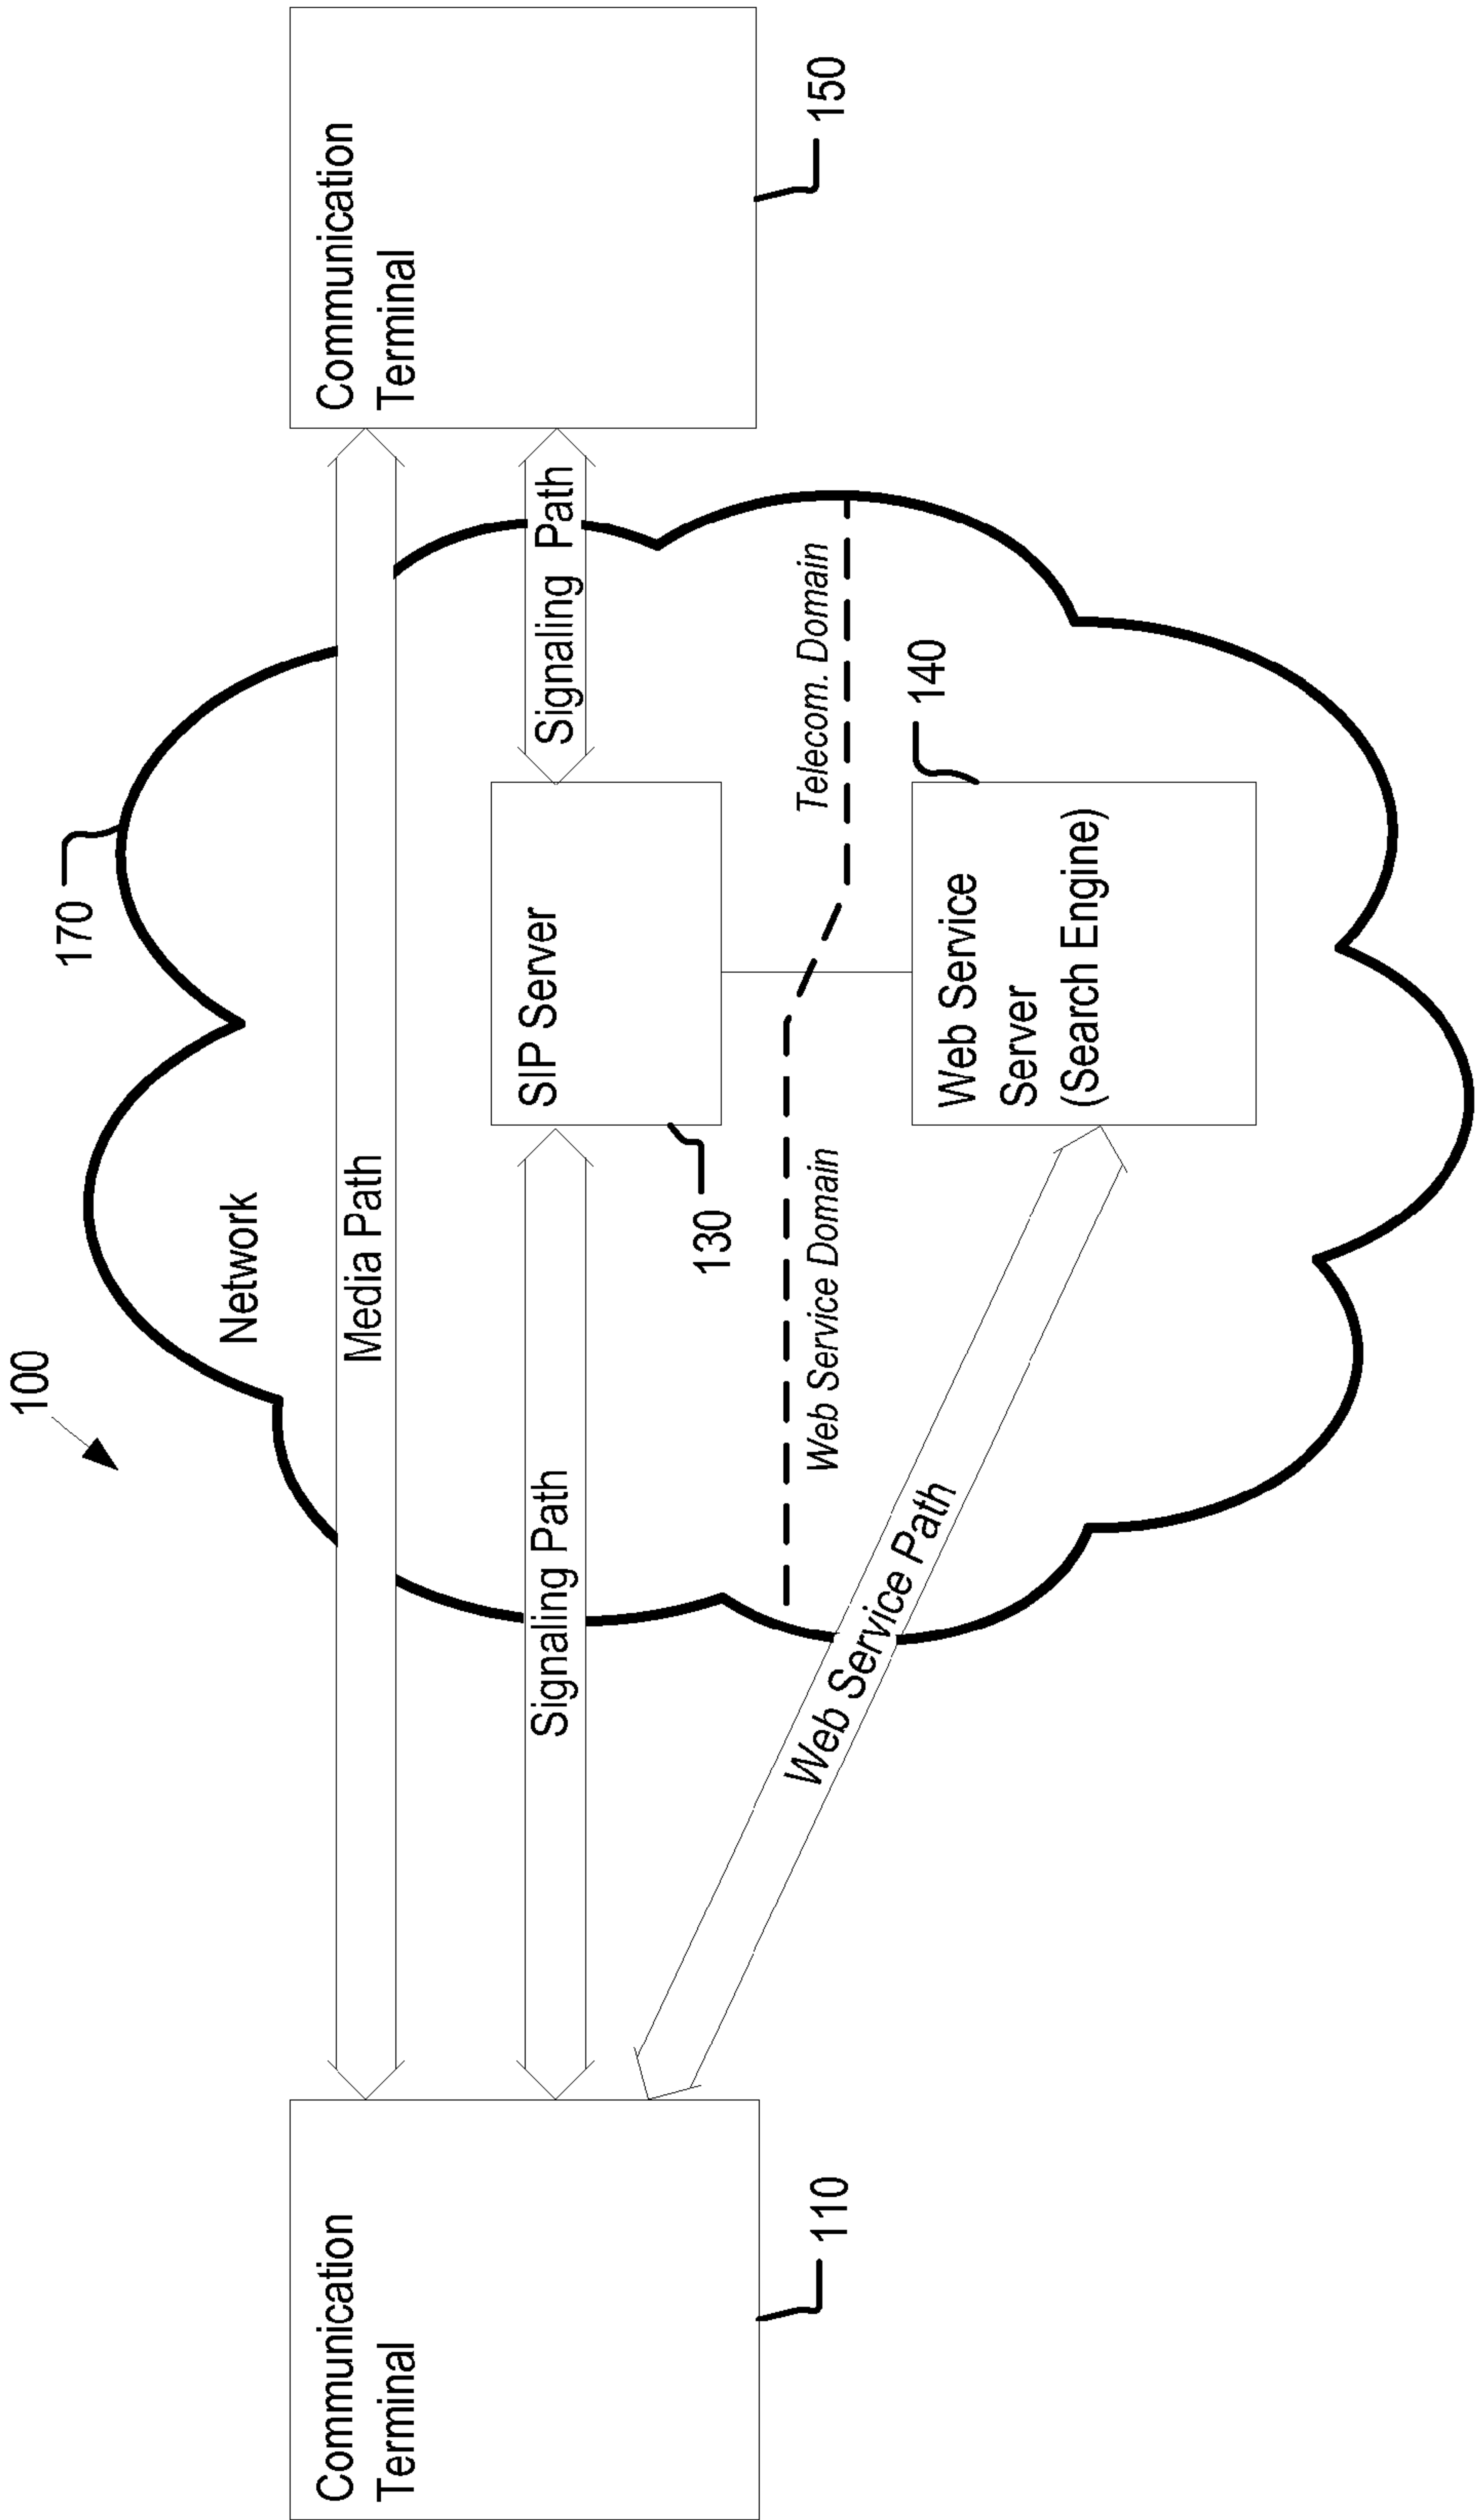 100
170
Network
Media Path
Communication
Terminal
110
Signaling Path
SIP Server
130
Signaling Path
Communication
Terminal
150
Telecom. Domain
Web Service Domain
Web Service Path
Web Service
Server
(Search Engine)
140